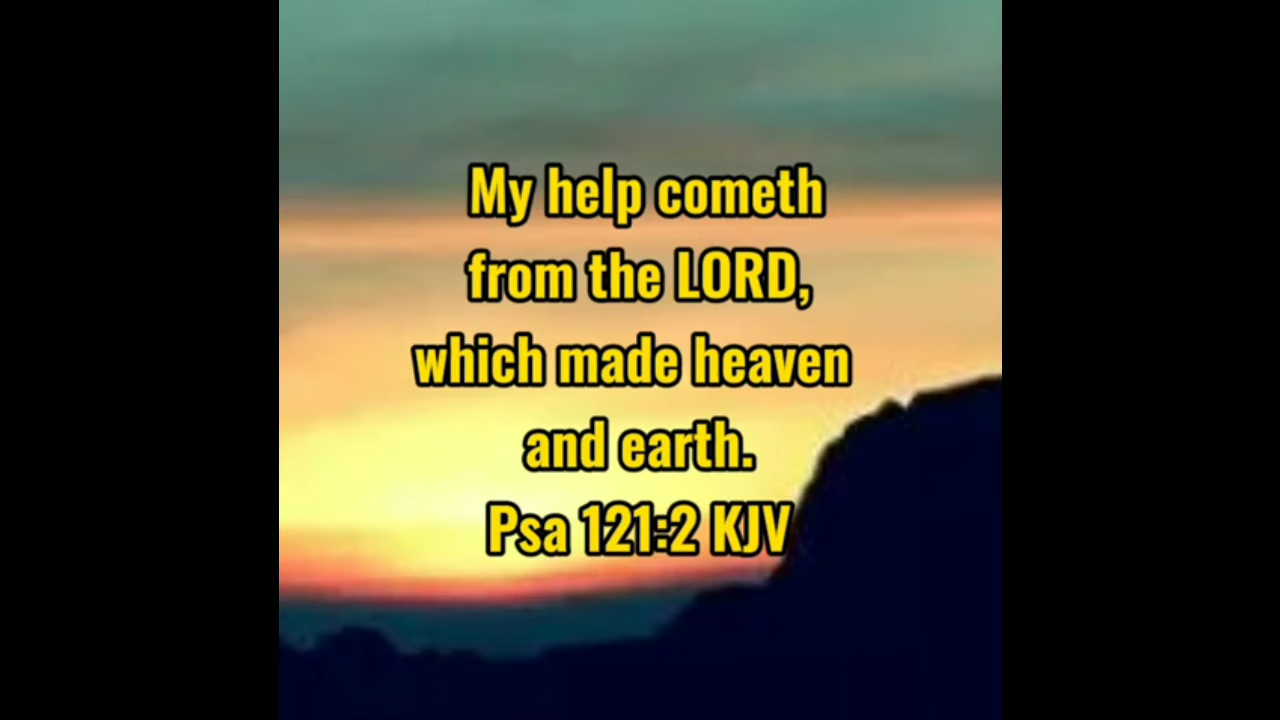 My help cometh
from the LORD,
which made heaven
and earth.
Psa 121:2 KJV